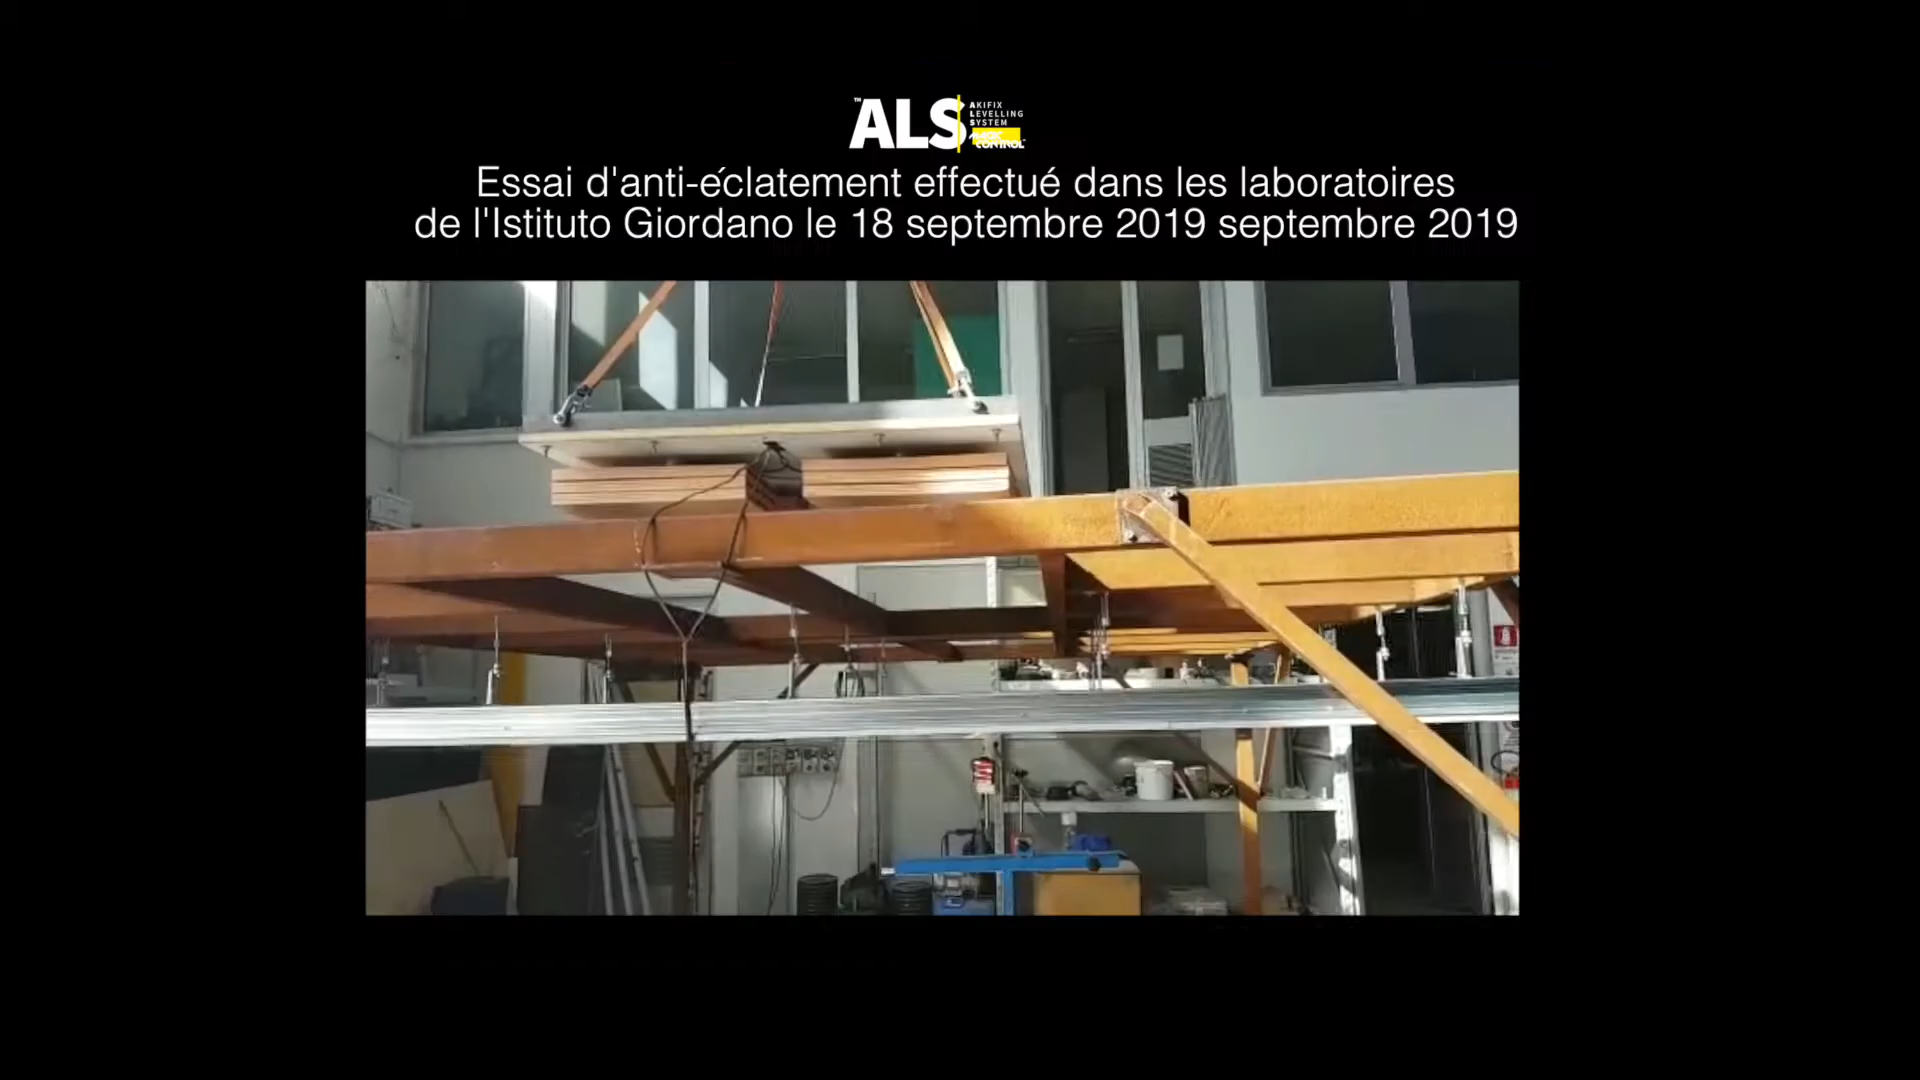 ™ALS
AKIFIX
LEVELLING
SYSTEM
MAGIC
CONTROL
Essai d'anti-éclatement effectué dans les laboratoires
de l'Istituto Giordano le 18 septembre 2019 septembre 2019